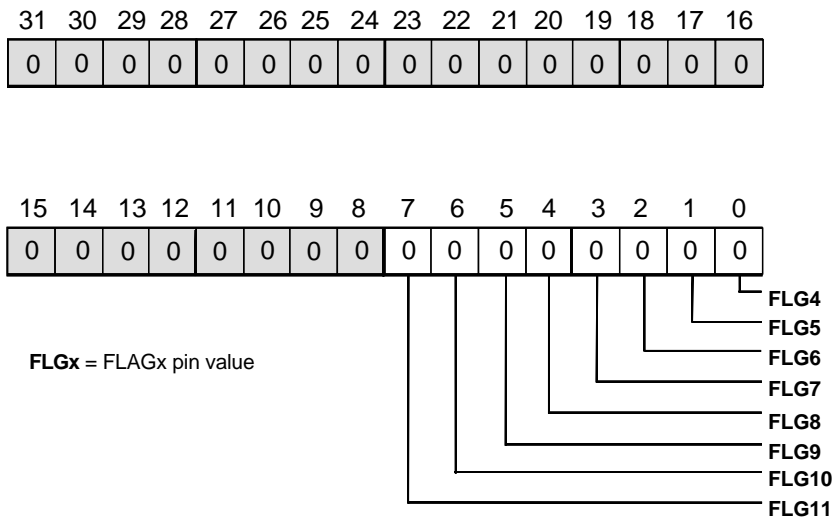 31 30 29 28 27 26 25 24 23 22 21 20 19 18 17 16
0 0 0 0 0 0 0 0 0 0 0 0 0 0 0 0
15 14 13 12 11 10 9 8 7 6 5 4 3 2 1 0
0 0 0 0 0 0 0 0 0 0 0 0 0 0 0 0
FLG4
FLG5
FLGx = FLAGx pin value
FLG6
FLG7
FLG8
FLG9
FLG10
FLG11